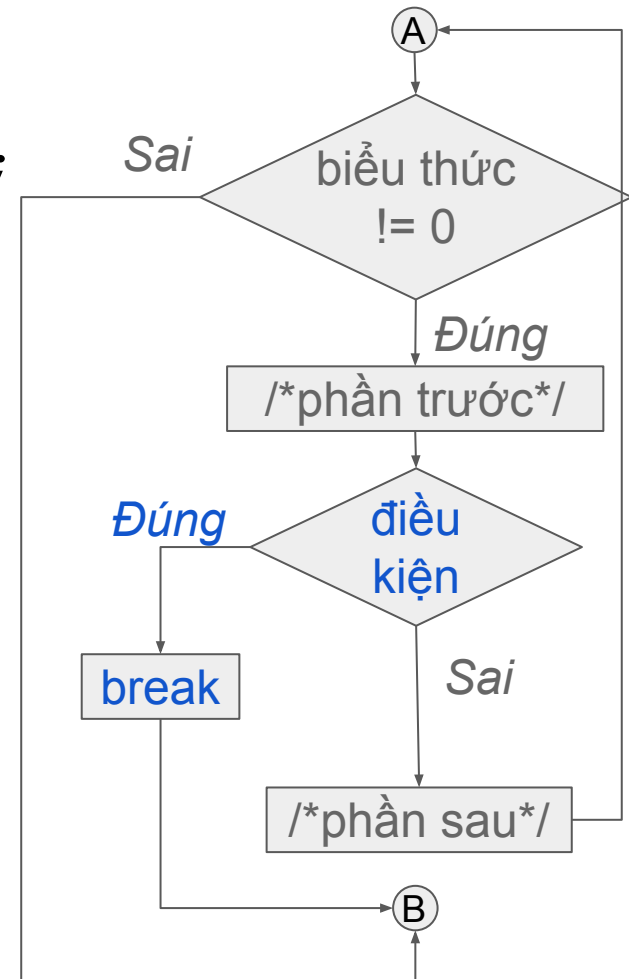 A
Sai
biểu thức
!= 0
Đúng
/*phần trước*/
Đúng
điều
kiện
break
Sai
/*phần sau*/
B